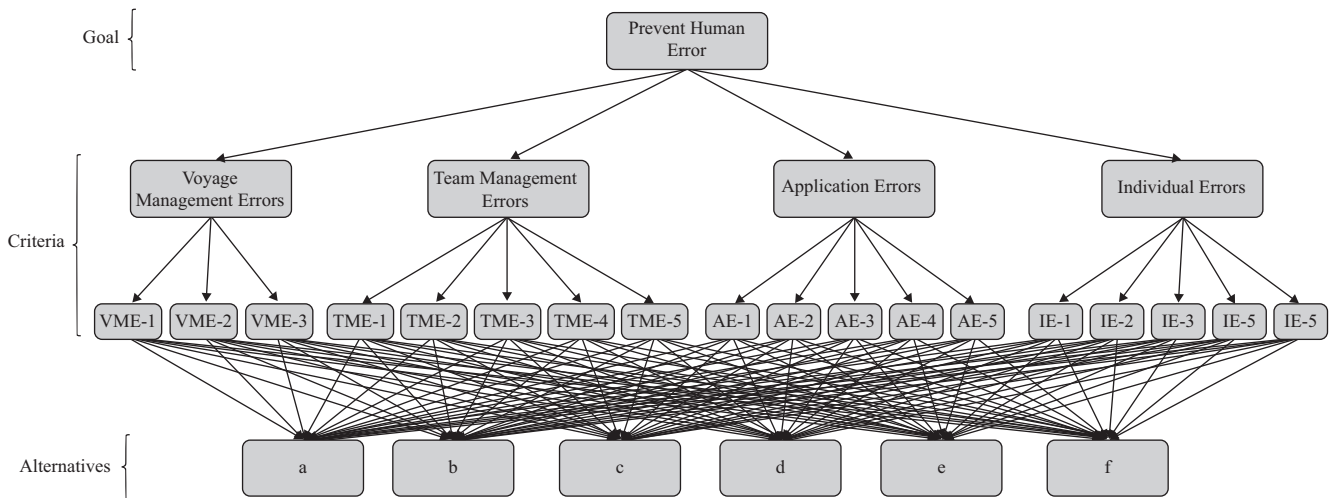 Goal
Prevent Human
Error
Criteria
Voyage
Management Errors
Team Management
Errors
Application Errors
Individual Errors
VME-1
VME-2
VME-3
TME-1
TME-2
TME-3
TME-4
TME-5
AE-1
AE-2
AE-3
AE-4
AE-5
IE-1
IE-2
IE-3
IE-5
IE-5
Alternatives
a
b
c
d
e
f